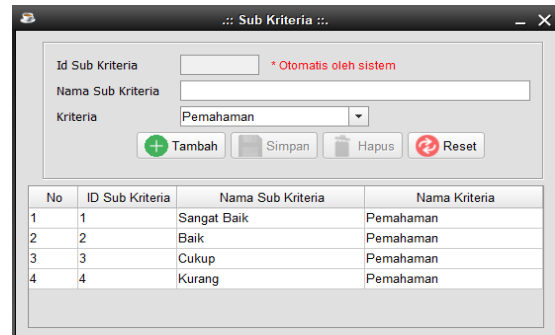 .:: Sub Kriteria ::.
Id Sub Kriteria * Otomatis oleh sistem
Nama Sub Kriteria
Kriteria Pemahaman
Tambah Simpan Hapus Reset
No ID Sub Kriteria Nama Sub Kriteria Nama Kriteria
1 1 Sangat Baik Pemahaman
2 2 Baik Pemahaman
3 3 Cukup Pemahaman
4 4 Kurang Pemahaman